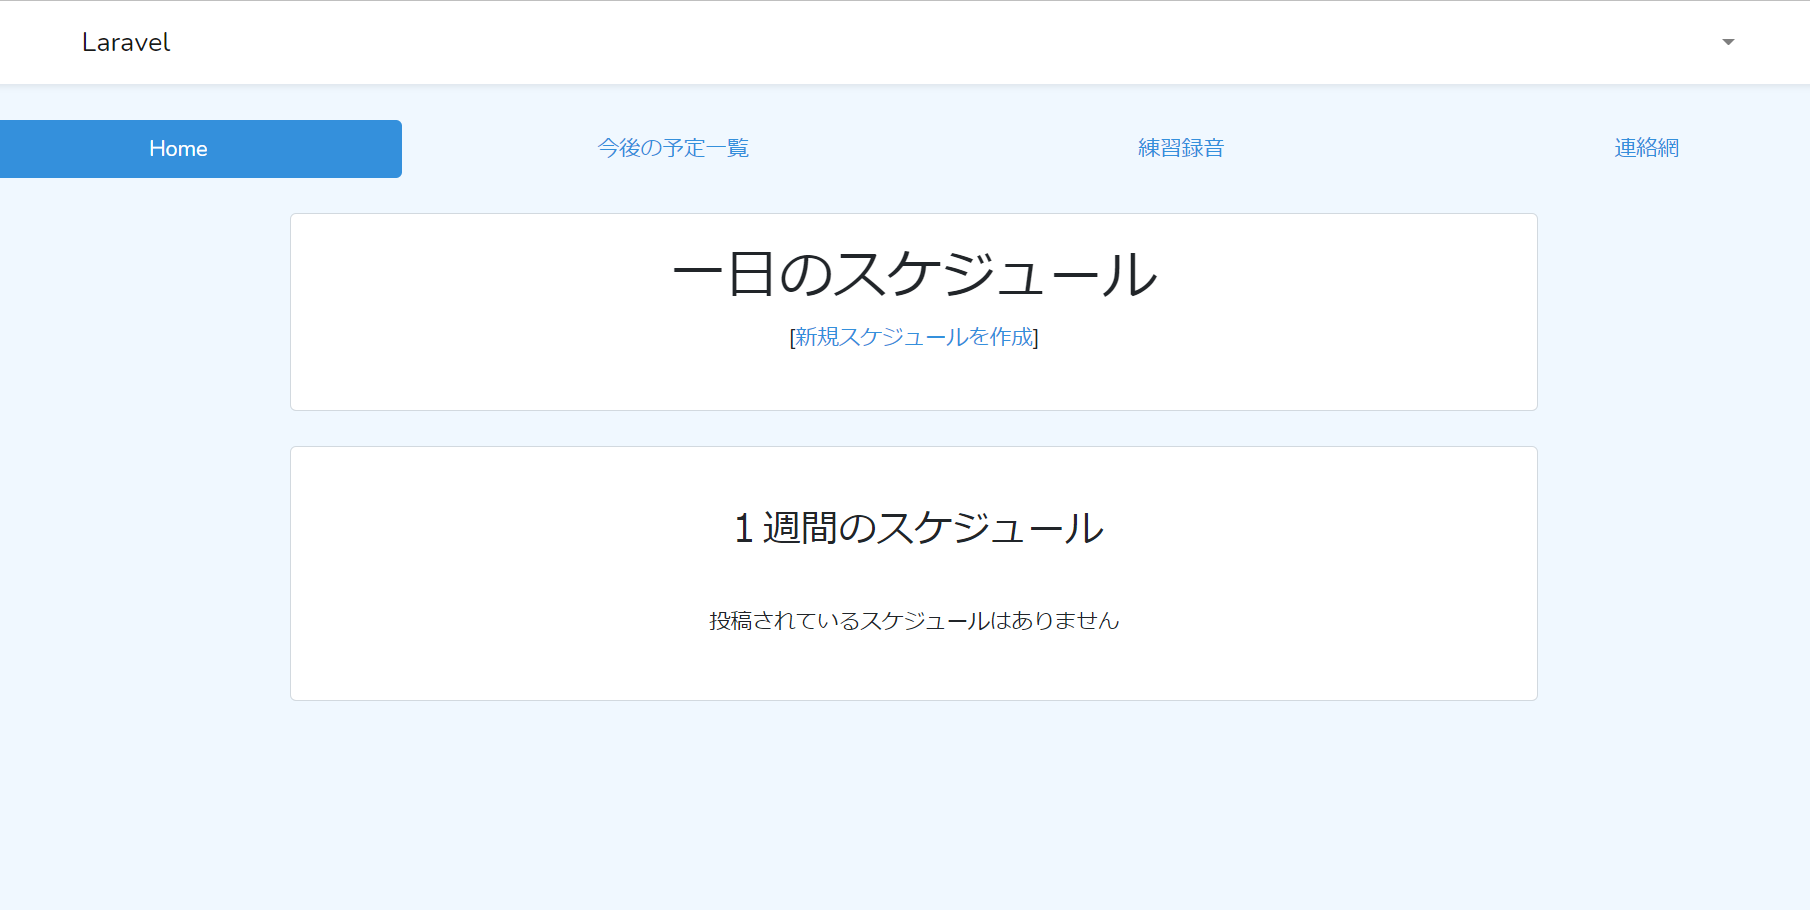 Laravel
Home
今後の予定一覧
練習録音
連絡網
一日のスケジュール
[新規スケジュールを作成]
１週間のスケジュール
投稿されているスケジュールはありません